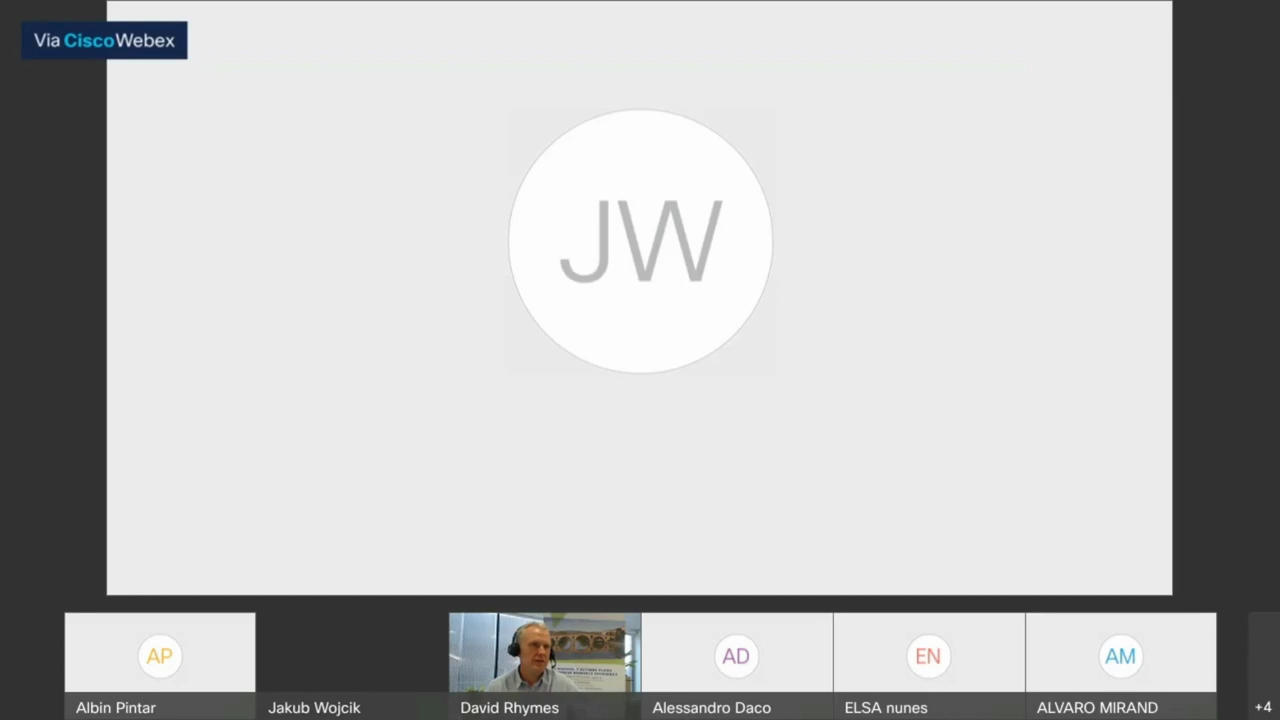 Via CiscoWebex
JW
AP
AD
EN
AM
Albin Pintar
Jakub Wojcik
David Rhymes
Alessandro Daco
ELSA nunes
ALVARO MIRAND
+4